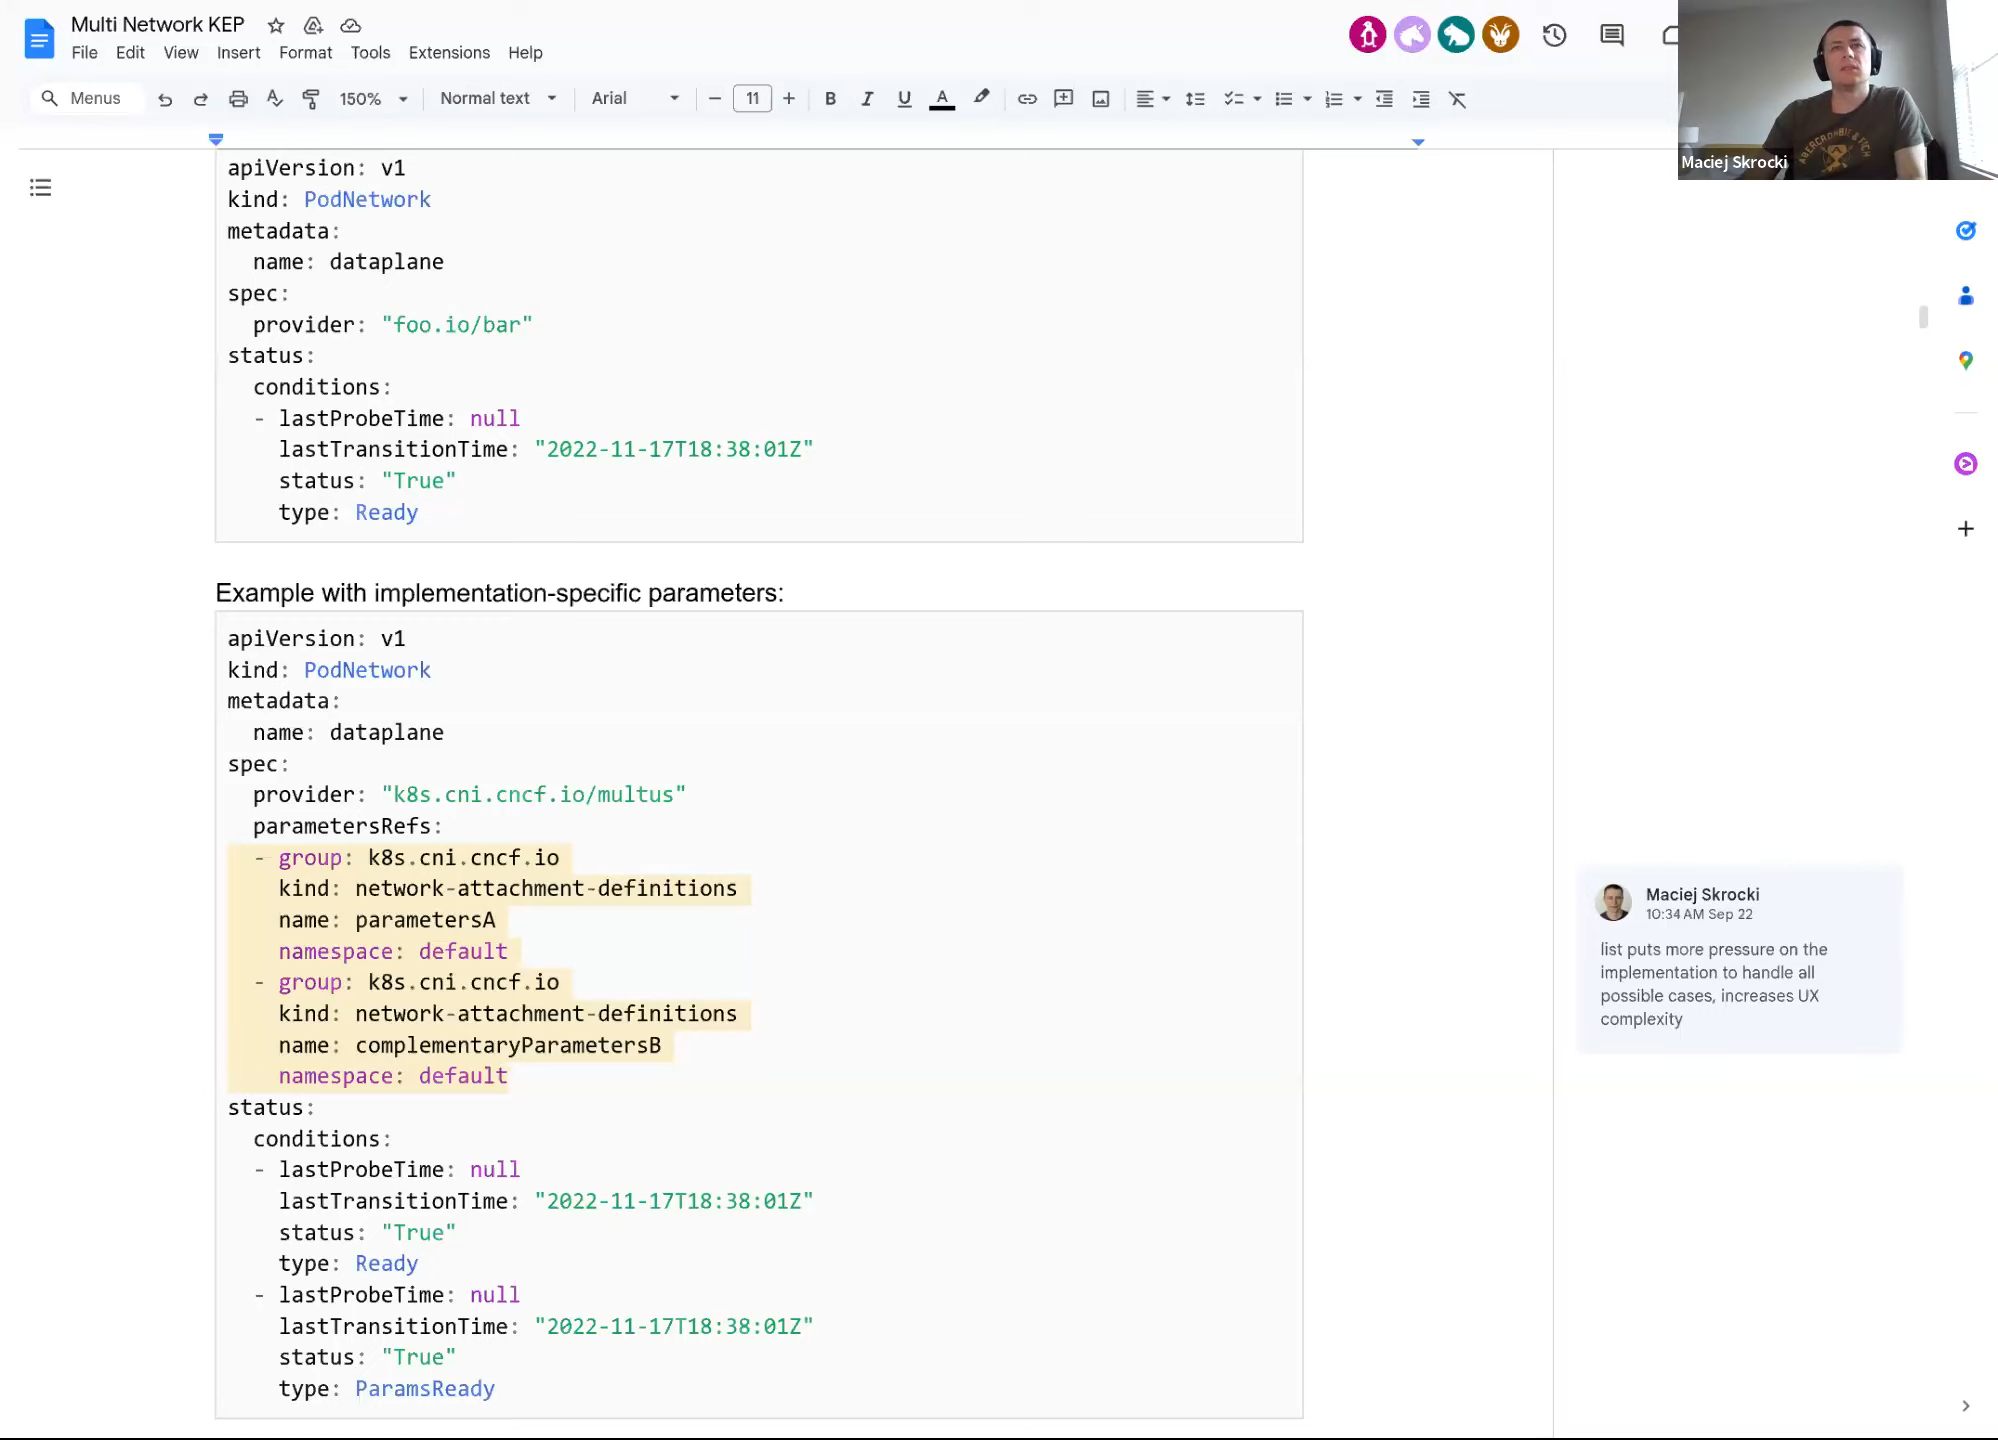 Multi Network KEP
File Edit View Insert Format Tools Extensions Help
Menus 150% Normal text Arial 11
Maciej Skrocki
apiVersion: v1
kind: PodNetwork
metadata:
  name: dataplane
spec:
  provider: "foo.io/bar"
status:
  conditions:
  - lastProbeTime: null
    lastTransitionTime: "2022-11-17T18:38:01Z"
    status: "True"
    type: Ready
Example with implementation-specific parameters:
apiVersion: v1
kind: PodNetwork
metadata:
  name: dataplane
spec:
  provider: "k8s.cni.cncf.io/multus"
  parametersRefs:
  - group: k8s.cni.cncf.io
    kind: network-attachment-definitions
    name: parametersA
    namespace: default
  - group: k8s.cni.cncf.io
    kind: network-attachment-definitions
    name: complementaryParametersB
    namespace: default
status:
  conditions:
  - lastProbeTime: null
    lastTransitionTime: "2022-11-17T18:38:01Z"
    status: "True"
    type: Ready
  - lastProbeTime: null
    lastTransitionTime: "2022-11-17T18:38:01Z"
    status: "True"
    type: ParamsReady
Maciej Skrocki
10:34 AM Sep 22
list puts more pressure on the
implementation to handle all
possible cases, increases UX
complexity